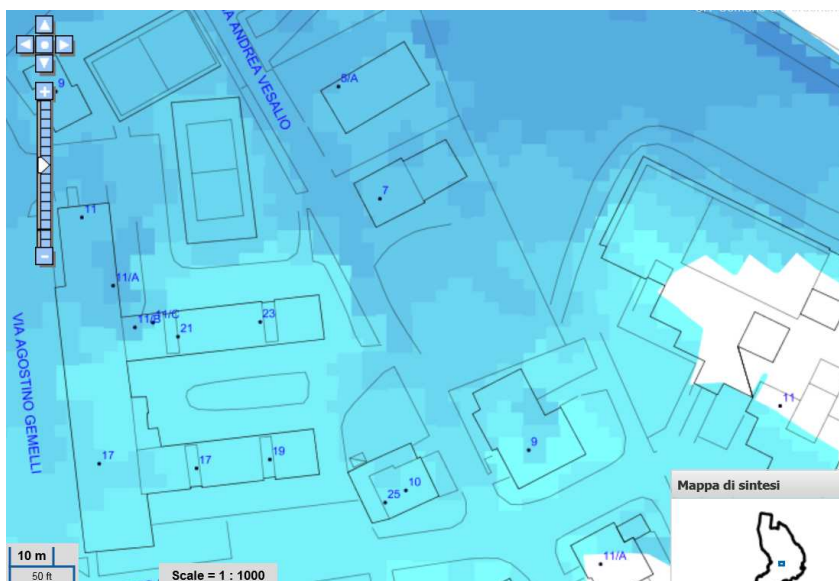 VIA ANDREA VESALIO
9
8/A
7
11
11/A
11/B
11/C
21
23
VIA AGOSTINO GEMELLI
17
17
19
25
10
9
11
11/A
Mappa di sintesi
10 m
50 ft
Scale = 1 : 1000